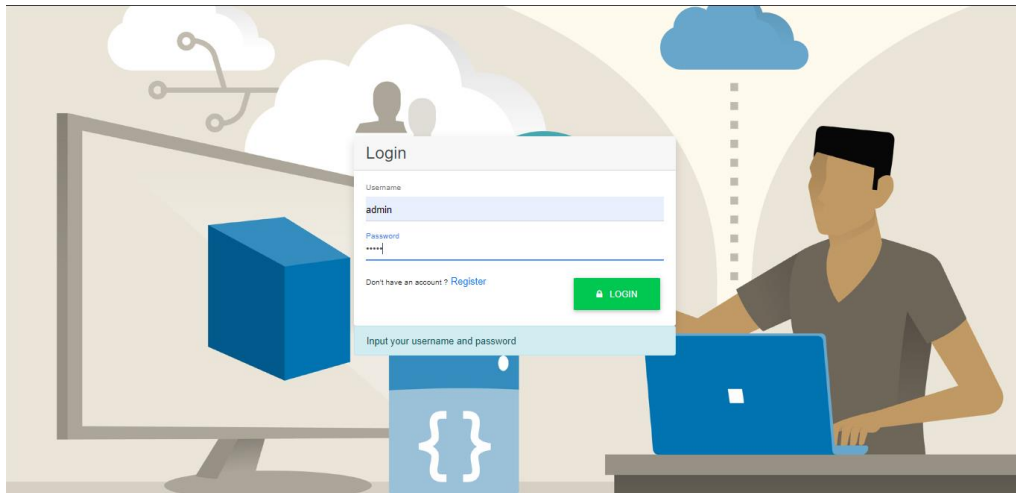 Login
Username
admin
Password
•••••
Don't have an account ? Register
LOGIN
Input your username and password
{ }